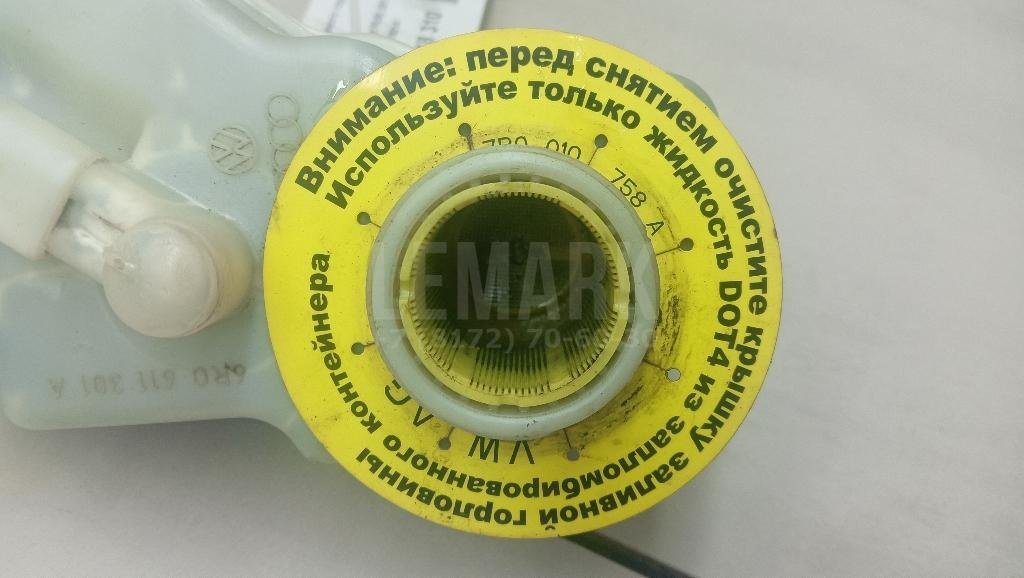 Внимание: перед снятием очистите крышку заливной горловины
Используйте только жидкость DOT4 из запломбированного контейнера.
7P0 010 758 A
VW AG
6R0 611 301 A
LEMARK